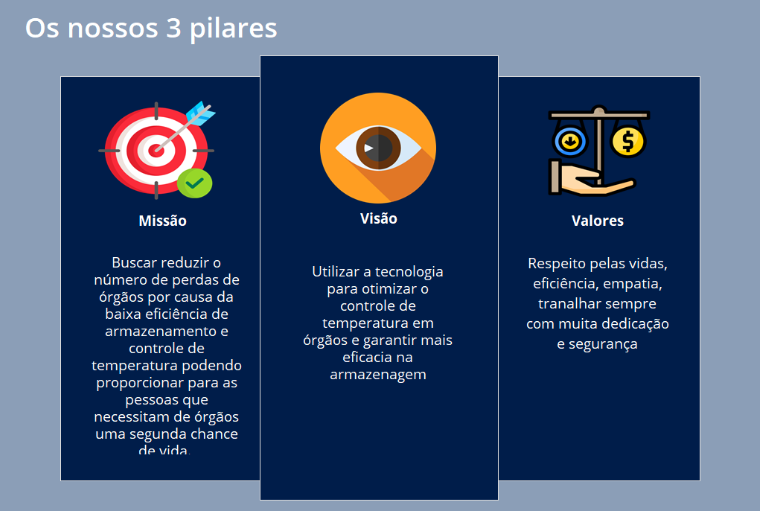 Os nossos 3 pilares
Missão
Buscar reduzir o
número de perdas de
órgãos por causa da
baixa eficiência de
armazenamento e
controle de
temperatura podendo
proporcionar para as
pessoas que
necessitam de órgãos
uma segunda chance
de vida.
Visão
Utilizar a tecnologia
para otimizar o
controle de
temperatura em
órgãos e garantir mais
eficacia na
armazenagem
$
Valores
Respeito pelas vidas,
eficiência, empatia,
tranalhar sempre
com muita dedicação
e segurança